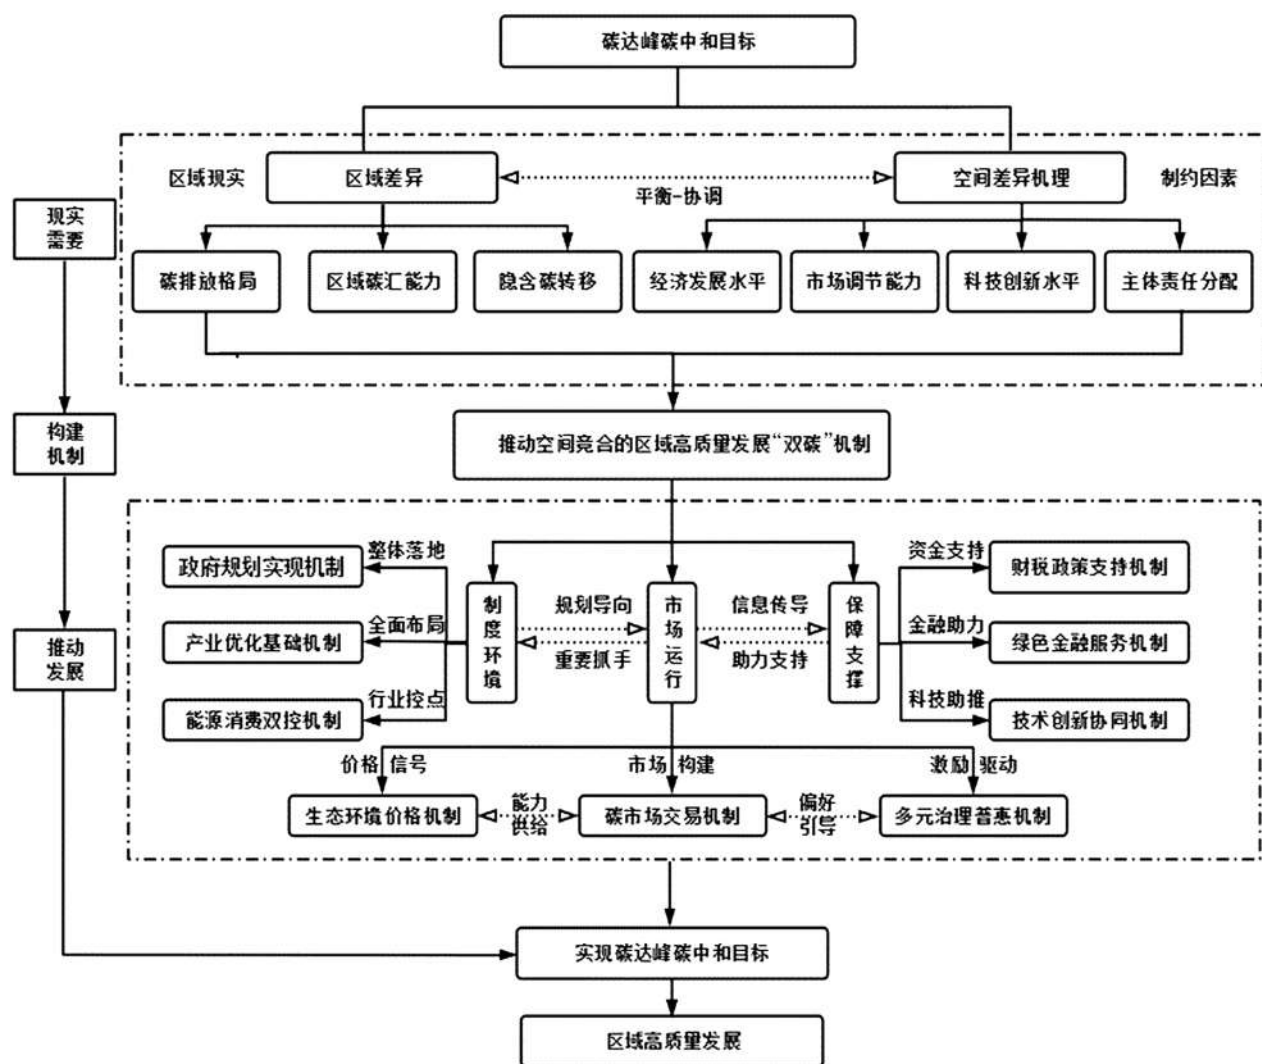 碳达峰碳中和目标
区域现实
区域差异
平衡-协调
空间差异机理
制约因素
现实
需要
碳排放格局
区域碳汇能力
隐含碳转移
经济发展水平
市场调节能力
科技创新水平
主体责任分配
构建
机制
推动空间竞合的区域高质量发展“双碳”机制
推动
发展
政府规划实现机制
整体落地
产业优化基础机制
全面布局
能源消费双控机制
行业控点
制度环境
规划导向
重要抓手
市场运行
信息传导
助力支持
保障支撑
资金支持
财税政策支持机制
金融助力
绿色金融服务机制
科技助推
技术创新协同机制
价格 信号
市场 构建
激励 驱动
生态环境价格机制
能力
供给
碳市场交易机制
偏好
引导
多元治理普惠机制
实现碳达峰碳中和目标
区域高质量发展